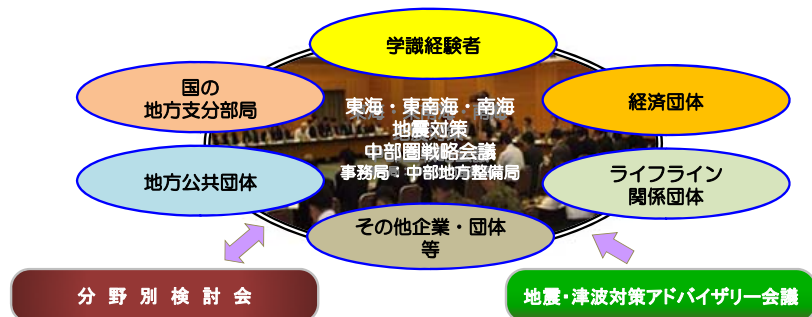 学識経験者
国の
地方支分部局
東海・東南海・南海
地震対策
中部圏戦略会議
事務局：中部地方整備局
経済団体
地方公共団体
ライフライン
関係団体
その他企業・団体
等
分野別検討会
地震・津波対策アドバイザリー会議